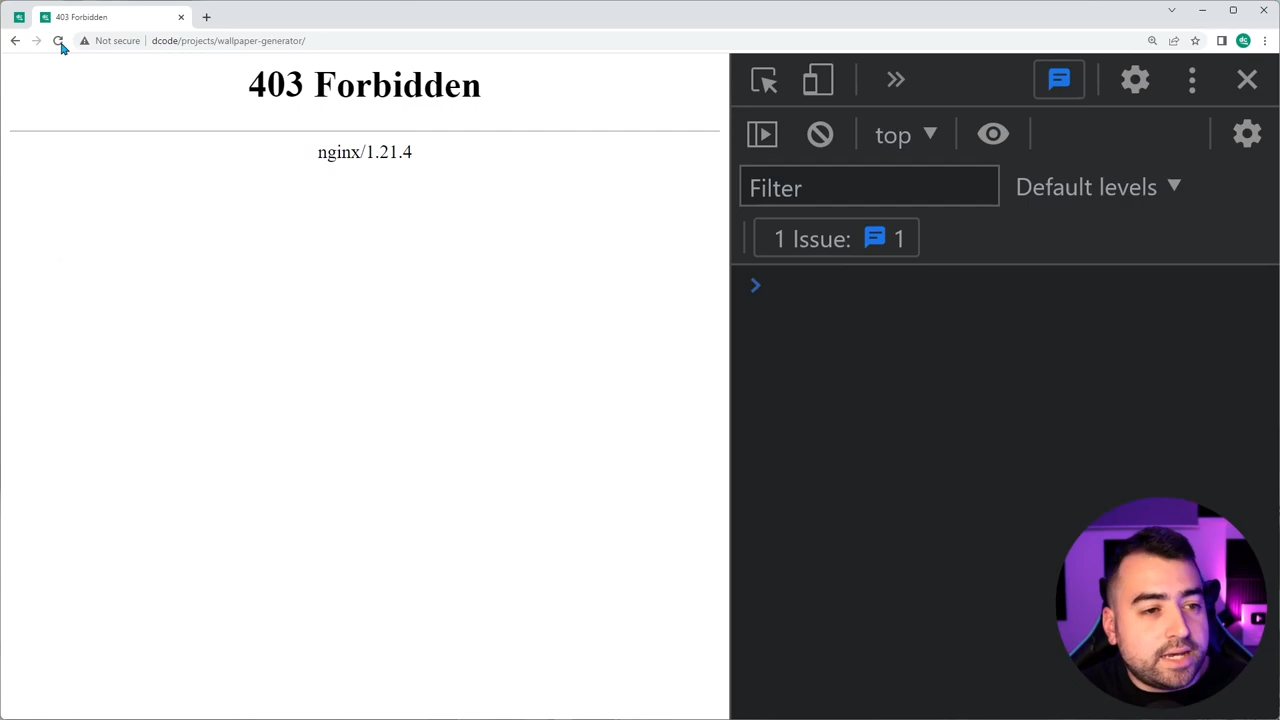 403 Forbidden
Not secure
dcode/projects/wallpaper-generator/
dc
403 Forbidden
nginx/1.21.4
top
Filter
Default levels
1 Issue: 1